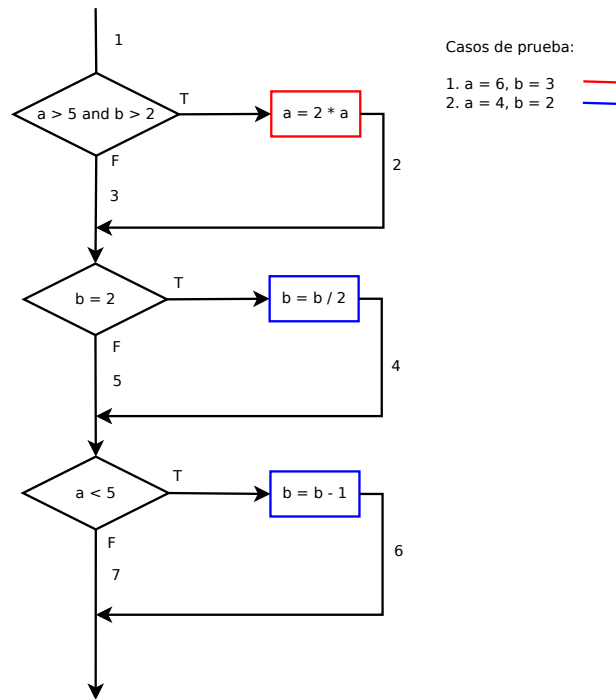 1
Casos de prueba:
1. a = 6, b = 3
2. a = 4, b = 2
a > 5 and b > 2
T
a = 2 * a
F
2
3
b = 2
T
b = b / 2
F
5
4
a < 5
T
b = b - 1
F
6
7